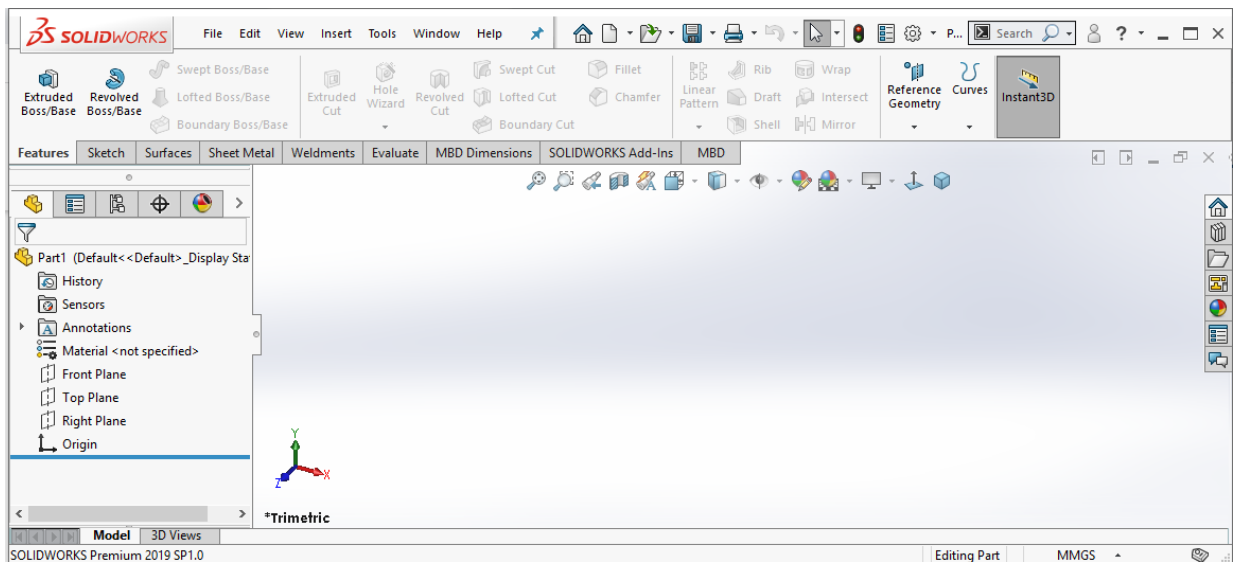 SOLIDWORKS File Edit View Insert Tools Window Help P... Search ?
Extruded Boss/Base
Revolved Boss/Base
Swept Boss/Base
Lofted Boss/Base
Boundary Boss/Base
Extruded Cut
Hole Wizard
Revolved Cut
Swept Cut
Lofted Cut
Boundary Cut
Fillet
Chamfer
Linear Pattern
Rib
Draft
Shell
Wrap
Intersect
Mirror
Reference Geometry
Curves
Instant3D
Features Sketch Surfaces Sheet Metal Weldments Evaluate MBD Dimensions SOLIDWORKS Add-Ins MBD
Part1 (Default<<Default>_Display Sta
History
Sensors
A Annotations
Material <not specified>
Front Plane
Top Plane
Right Plane
Origin
Y
X
Z
*Trimetric
Model 3D Views
SOLIDWORKS Premium 2019 SP1.0 Editing Part MMGS